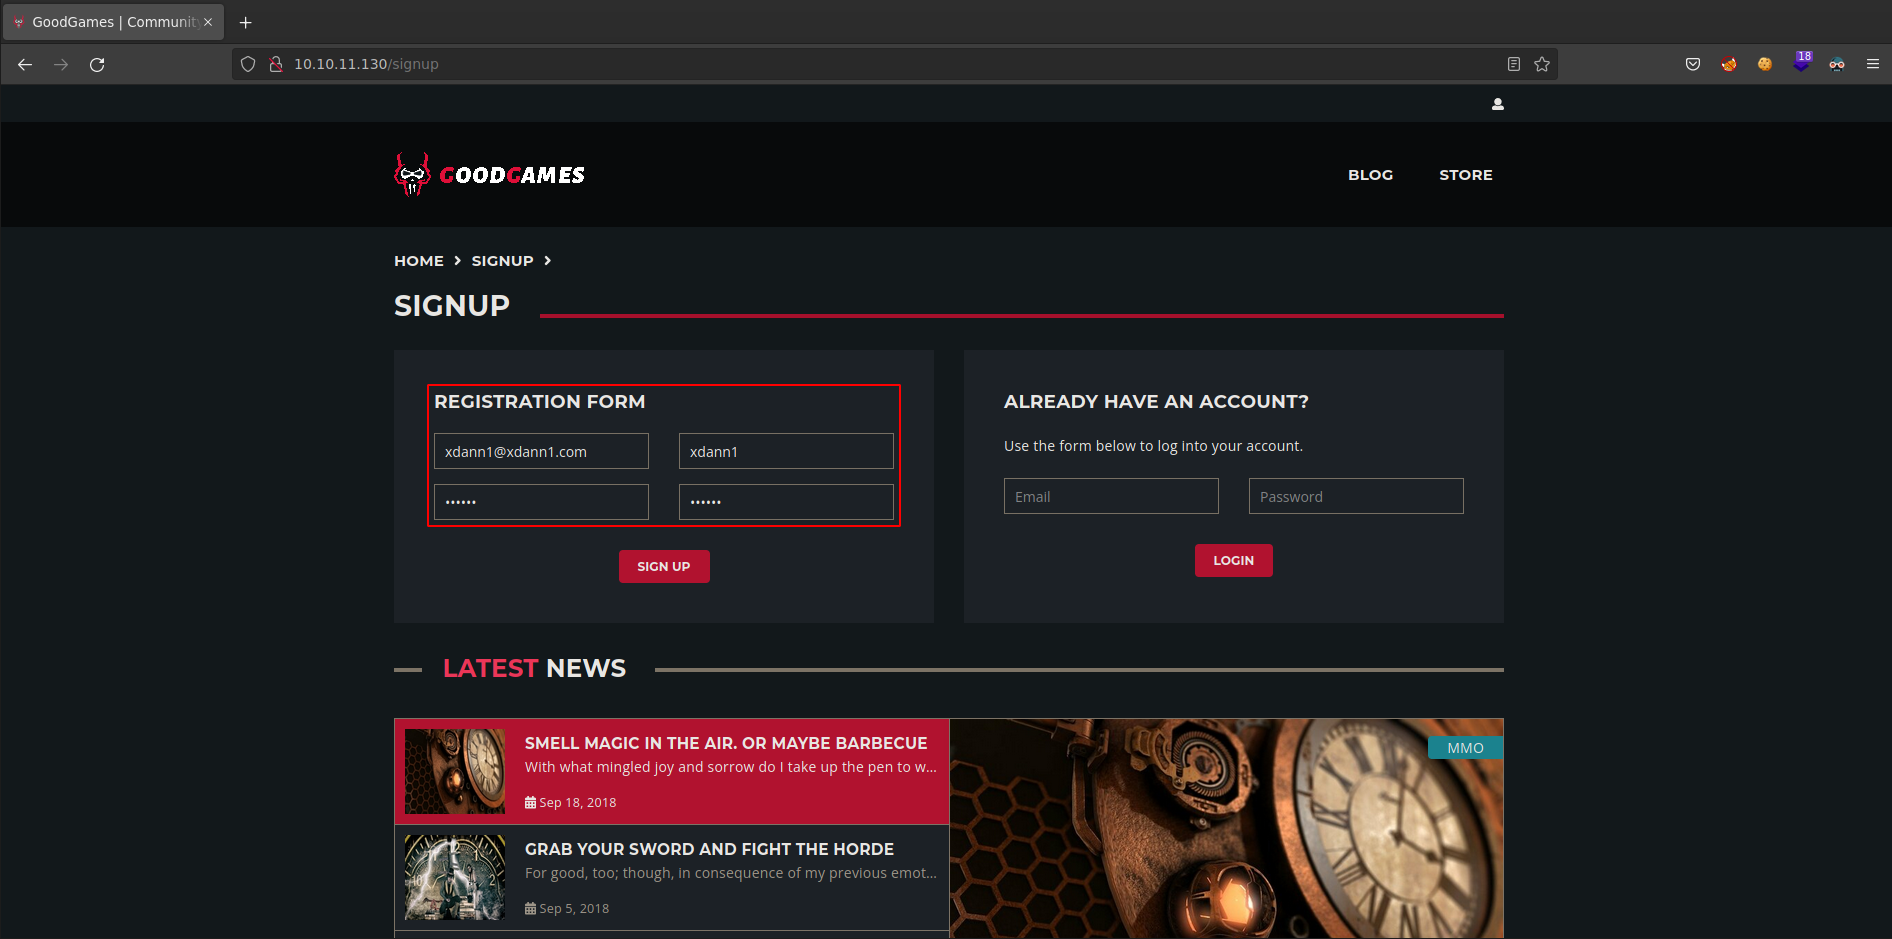 GoodGames | Community
10.10.11.130/signup
18
GOODGAMES
BLOG
STORE
HOME
SIGNUP
SIGNUP
REGISTRATION FORM
xdann1@xdann1.com
xdann1
••••••
••••••
SIGN UP
ALREADY HAVE AN ACCOUNT?
Use the form below to log into your account.
Email
Password
LOGIN
LATEST NEWS
SMELL MAGIC IN THE AIR. OR MAYBE BARBECUE
With what mingled joy and sorrow do I take up the pen to w...
Sep 18, 2018
GRAB YOUR SWORD AND FIGHT THE HORDE
For good, too; though, in consequence of my previous emot...
Sep 5, 2018
MMO